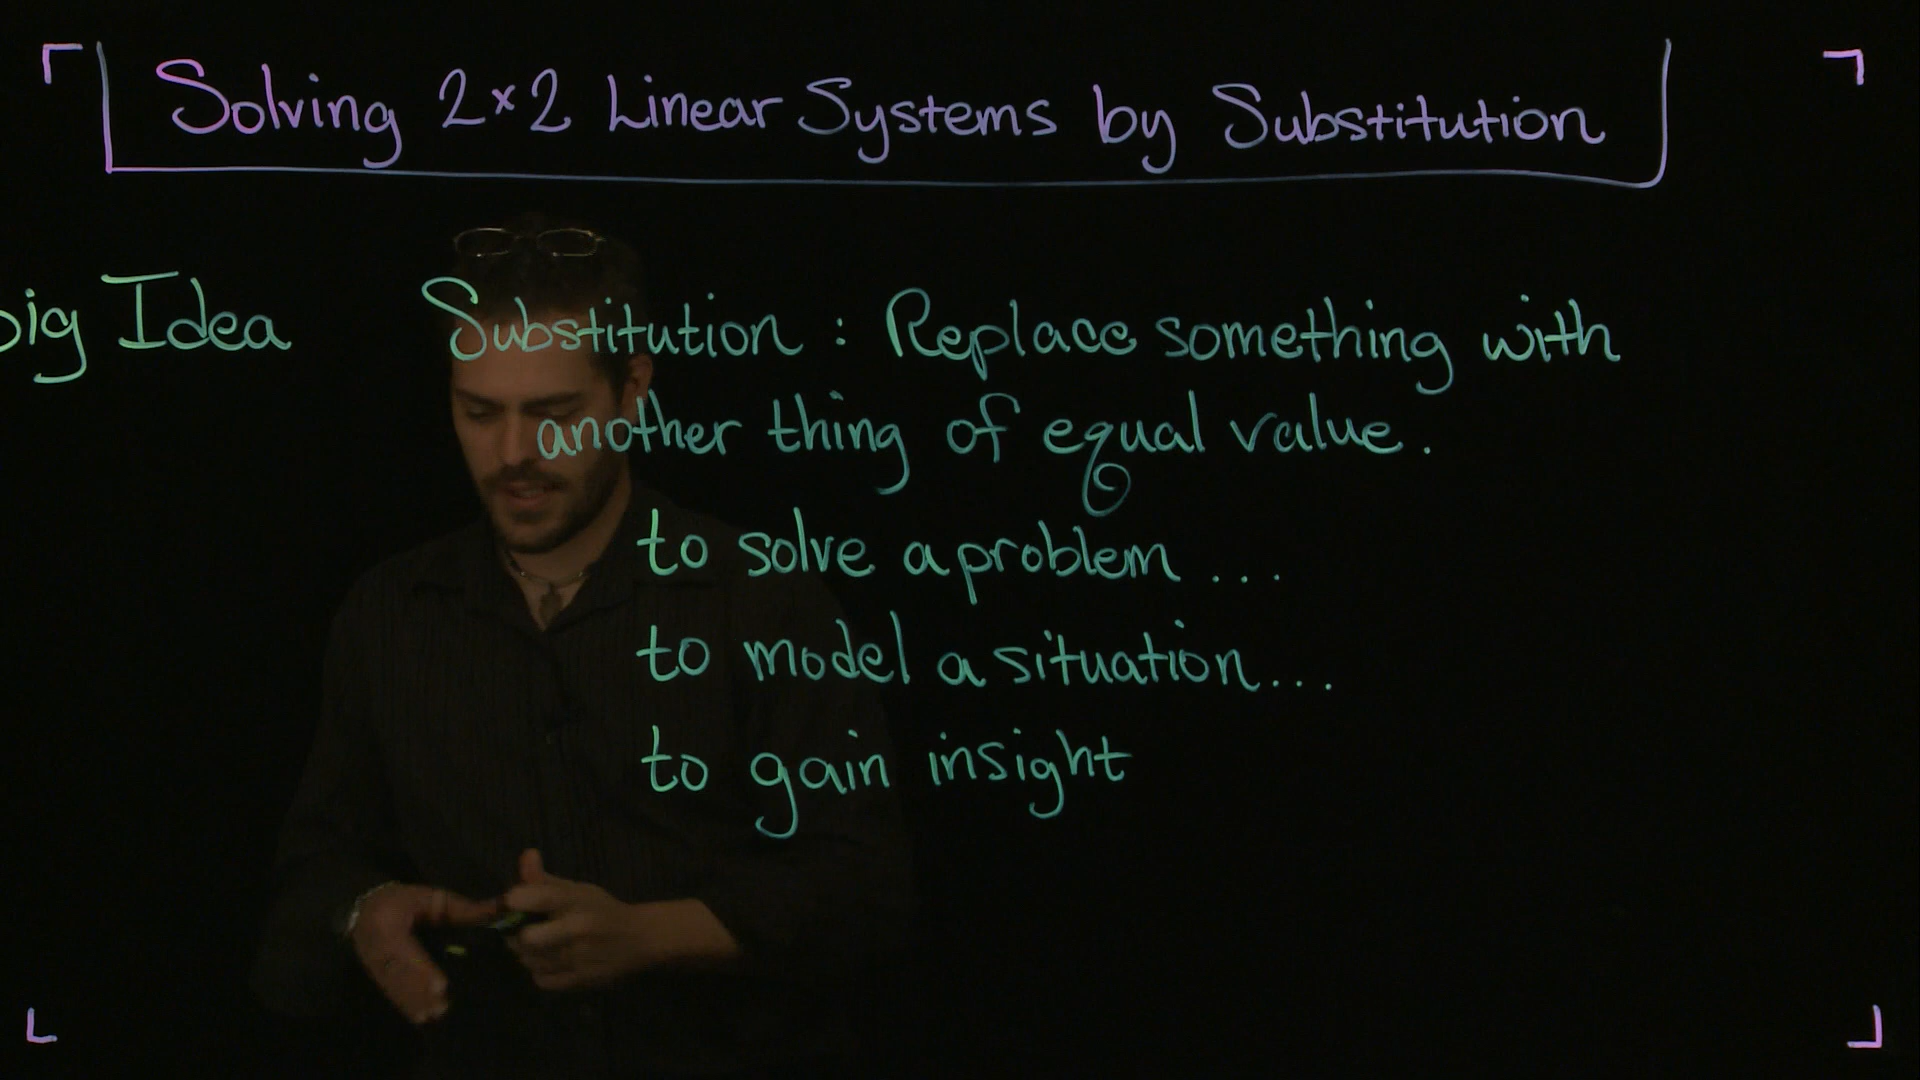 Solving 2×2 Linear Systems by Substitution
Big Idea Substitution : Replace something with
another thing of equal value.
to solve a problem ...
to model a situation...
to gain insight